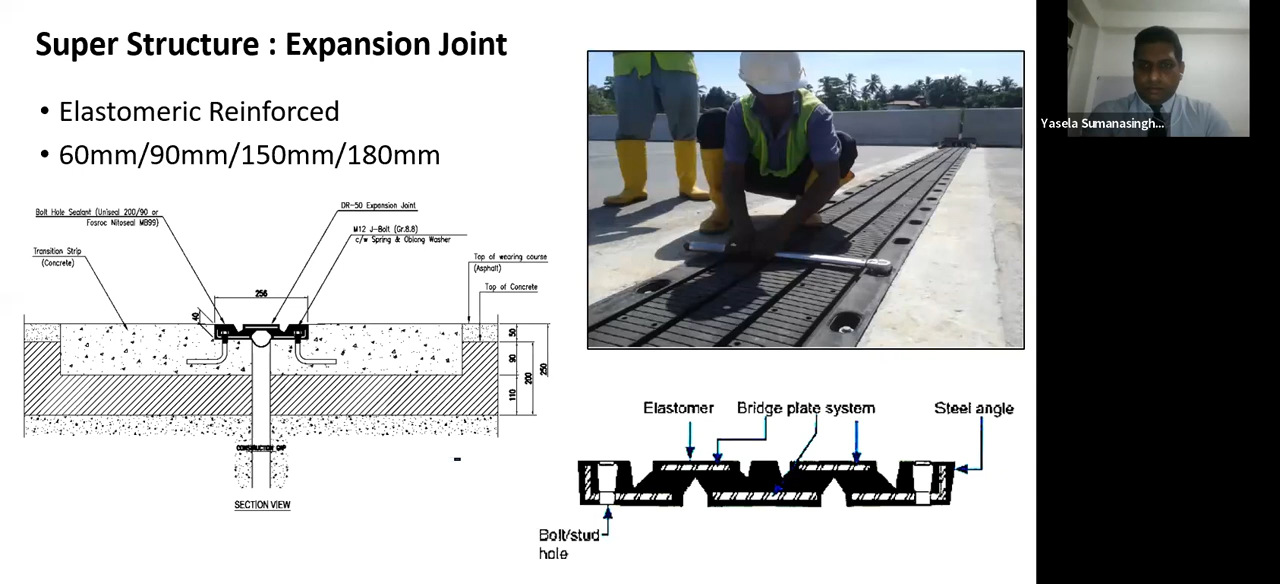 Super Structure : Expansion Joint
• Elastomeric Reinforced
• 60mm/90mm/150mm/180mm
Bolt Hole Sealant (Uniseal 200/90 or
Fosroc Nitoseal MB99)
DR-50 Expansion Joint
M12 J-Bolt (Gr.8.8)
c/w Spring & Oblong Washer
Transition Strip
(Concrete)
Top of wearing course
(Asphalt)
Top of Concrete
256
40
50
90
110
200
250
CONSTRUCTION GAP
SECTION VIEW
Elastomer
Bridge plate system
Steel angle
Bolt/stud
hole
Yasela Sumanasingh...